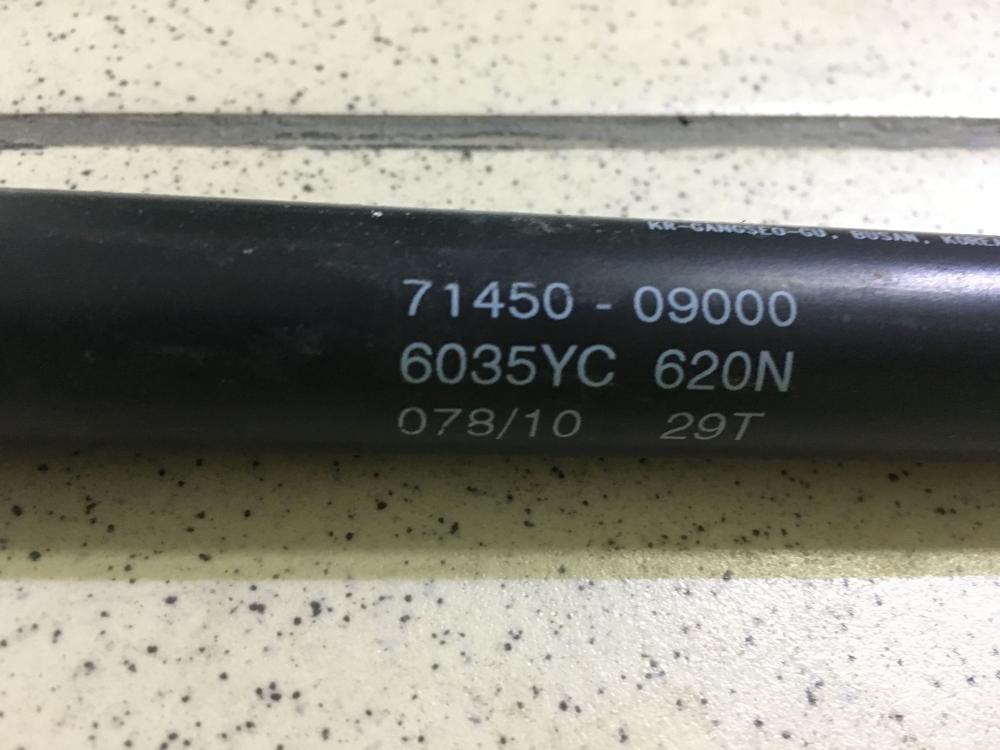 KR-GANGSEO-GU, BUSAN, KOREA
71450 - 09000
6035YC 620N
078/10 29T